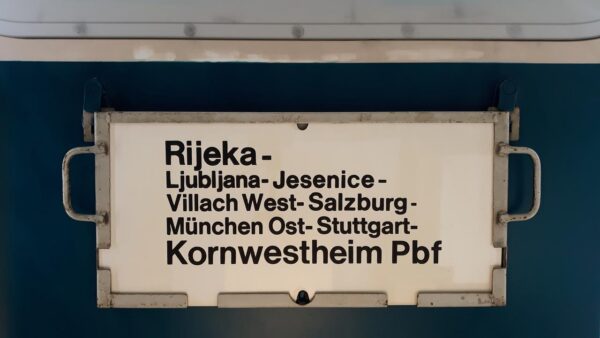 Rijeka -
Ljubljana- Jesenice -
Villach West- Salzburg -
München Ost- Stuttgart-
Kornwestheim Pbf